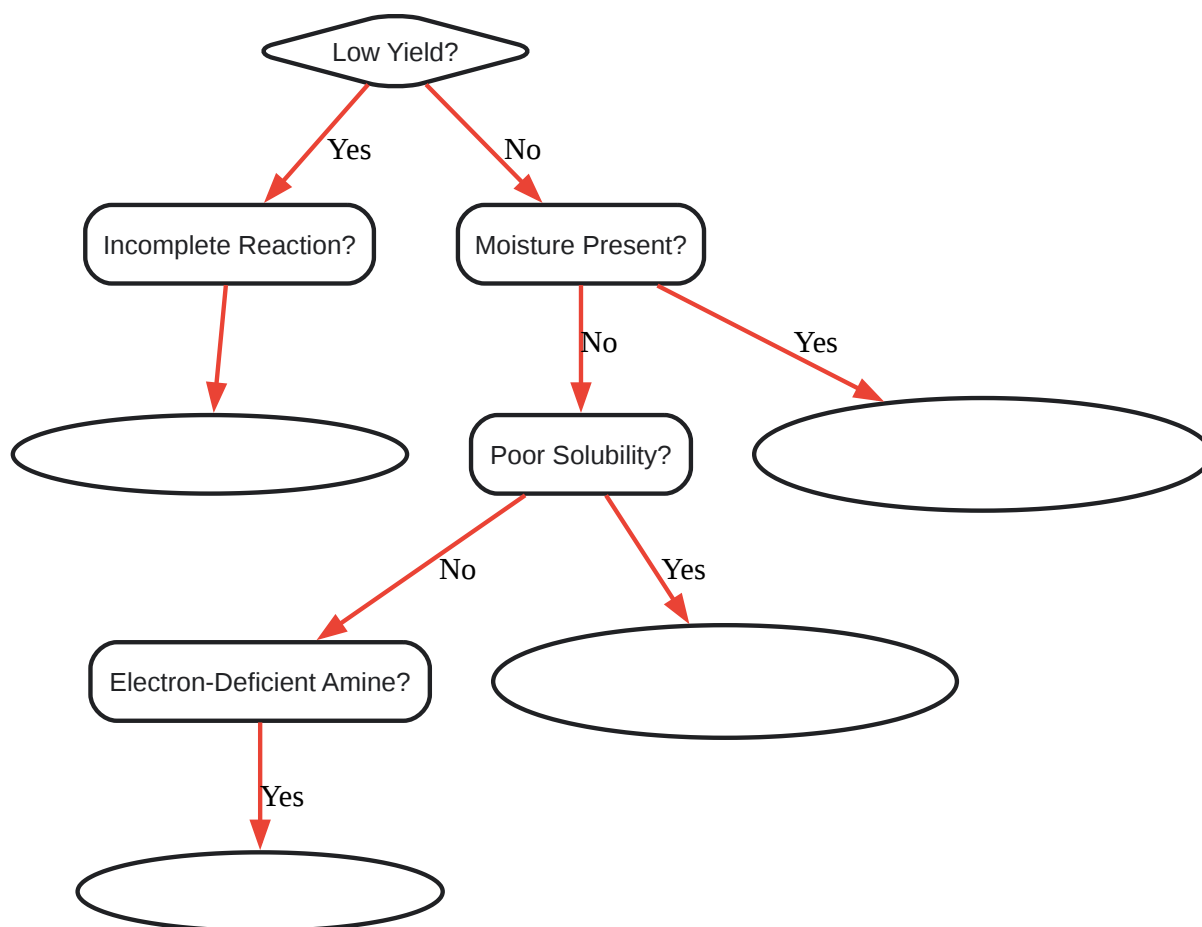 Low Yield?
Yes
No
Incomplete Reaction?
Moisture Present?
No
Yes
Poor Solubility?
No
Yes
Electron-Deficient Amine?
Yes